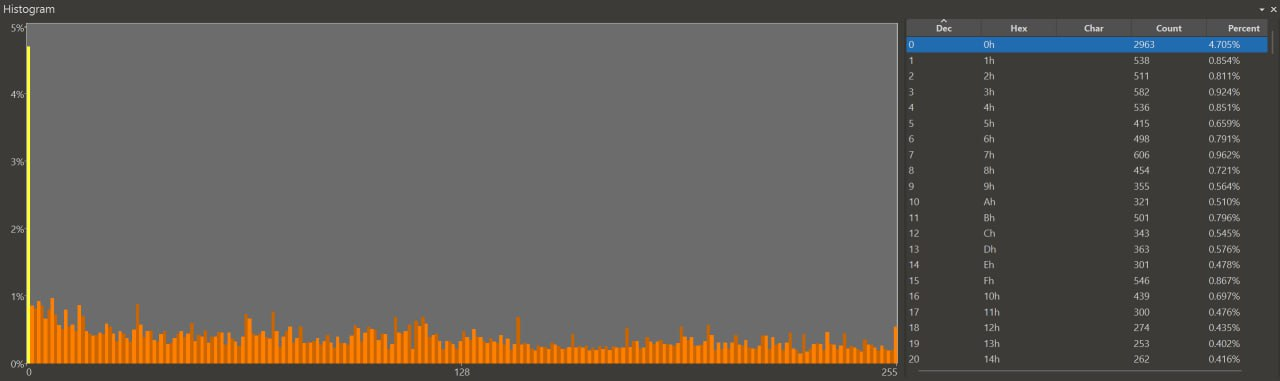 Histogram
5%
4%
3%
2%
1%
0%
0 128 255
Dec Hex Char Count Percent
0 0h 2963 4.705%
1 1h 538 0.854%
2 2h 511 0.811%
3 3h 582 0.924%
4 4h 536 0.851%
5 5h 415 0.659%
6 6h 498 0.791%
7 7h 606 0.962%
8 8h 454 0.721%
9 9h 355 0.564%
10 Ah 321 0.510%
11 Bh 501 0.796%
12 Ch 343 0.545%
13 Dh 363 0.576%
14 Eh 301 0.478%
15 Fh 546 0.867%
16 10h 439 0.697%
17 11h 300 0.476%
18 12h 274 0.435%
19 13h 253 0.402%
20 14h 262 0.416%